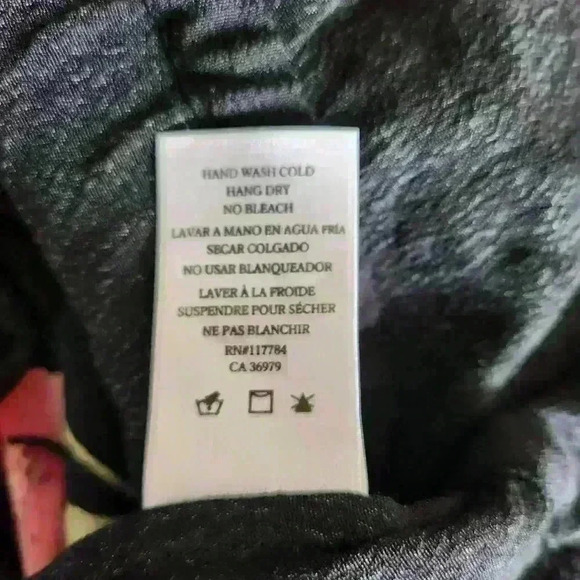 HAND WASH COLD
HANG DRY
NO BLEACH
LAVAR A MANO EN AGUA FRÍA
SECAR COLGADO
NO USAR BLANQUEADOR
LAVER À LA FROIDE
SUSPENDRE POUR SÉCHER
NE PAS BLANCHIR
RN#117784
CA 36979